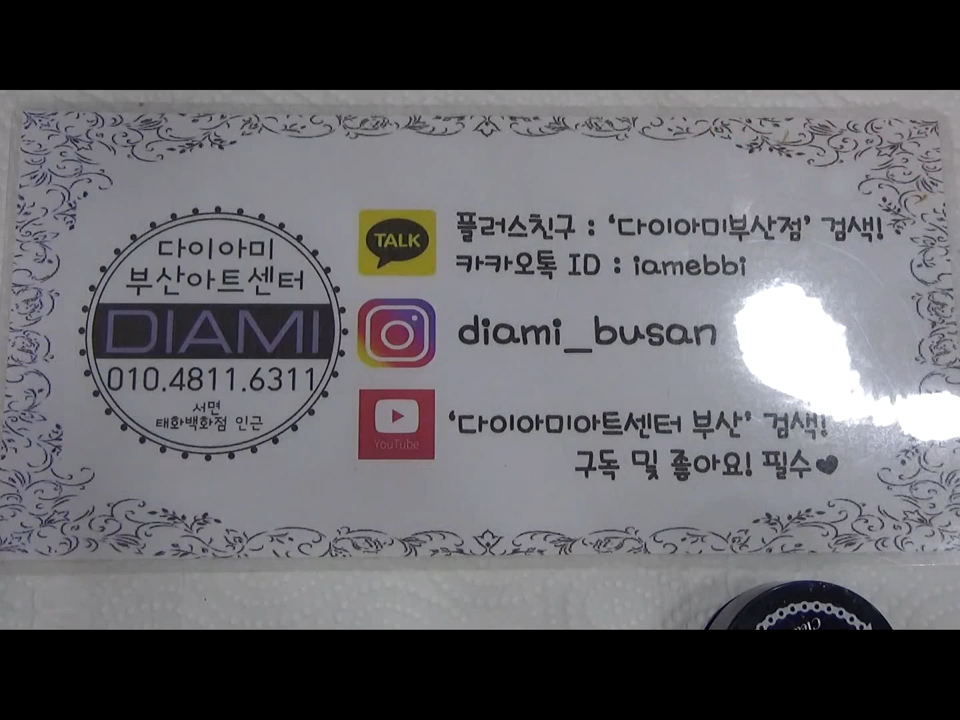 다이아미
부산아트센터
DIAMI
010.4811.6311
서면
태화백화점 인근
TALK
플러스친구 : ‘다이아미부산점’ 검색!
카카오톡 ID : iamebbi
diami_busan
YouTube
‘다이아미아트센터 부산’ 검색!
구독 및 좋아요! 필수♥